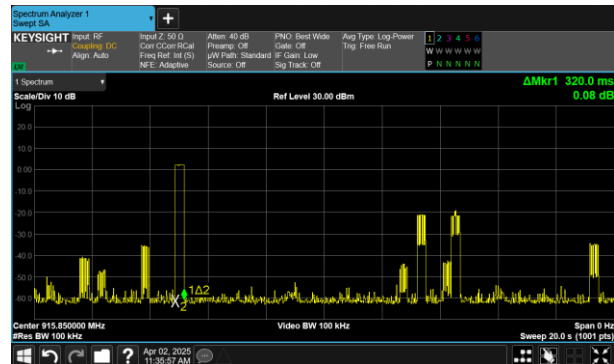 Spectrum Analyzer 1
Swept SA
+
KEYSIGHT
Input: RF
Coupling: DC
Align: Auto
Input Z: 50 Ω
Corr CCorr RCal
Freq Ref: Int (S)
NFE: Adaptive
Atten: 40 dB
Preamp: Off
µW Path: Standard
Source: Off
PNO: Best Wide
Gate: Off
IF Gain: Low
Sig Track: Off
Avg Type: Log-Power
Trig: Free Run
1 2 3 4 5 6
W W W W W W
P N N N N N
1 Spectrum
ΔMkr1 320.0 ms
Scale/Div 10 dB
Ref Level 30.00 dBm
0.08 dB
Log
20.0
10.0
0.00
-10.0
-20.0
-30.0
-40.0
-50.0
-60.0
1Δ2
X2
Center 915.850000 MHz
Video BW 100 kHz
Span 0 Hz
#Res BW 100 kHz
Sweep 20.0 s (1001 pts)
?
Apr 02, 2025
11:35:57 AM